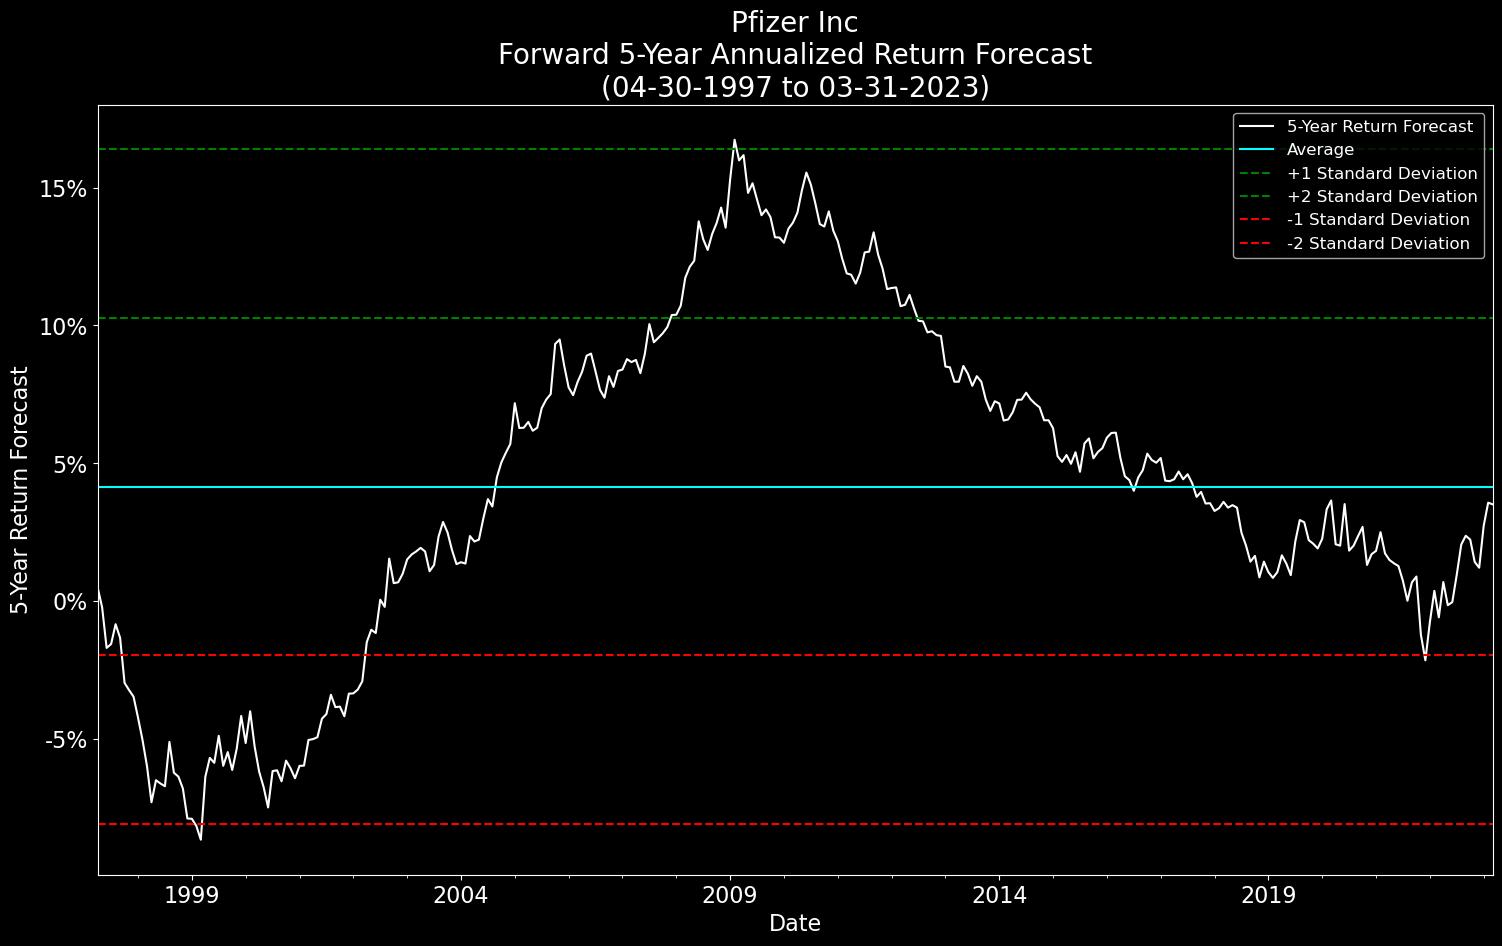 Pfizer Inc
Forward 5-Year Annualized Return Forecast
(04-30-1997 to 03-31-2023)
5-Year Return Forecast
Average
+1 Standard Deviation
+2 Standard Deviation
-1 Standard Deviation
-2 Standard Deviation
15%
10%
5%
0%
-5%
5-Year Return Forecast
1999
2004
2009
2014
2019
Date